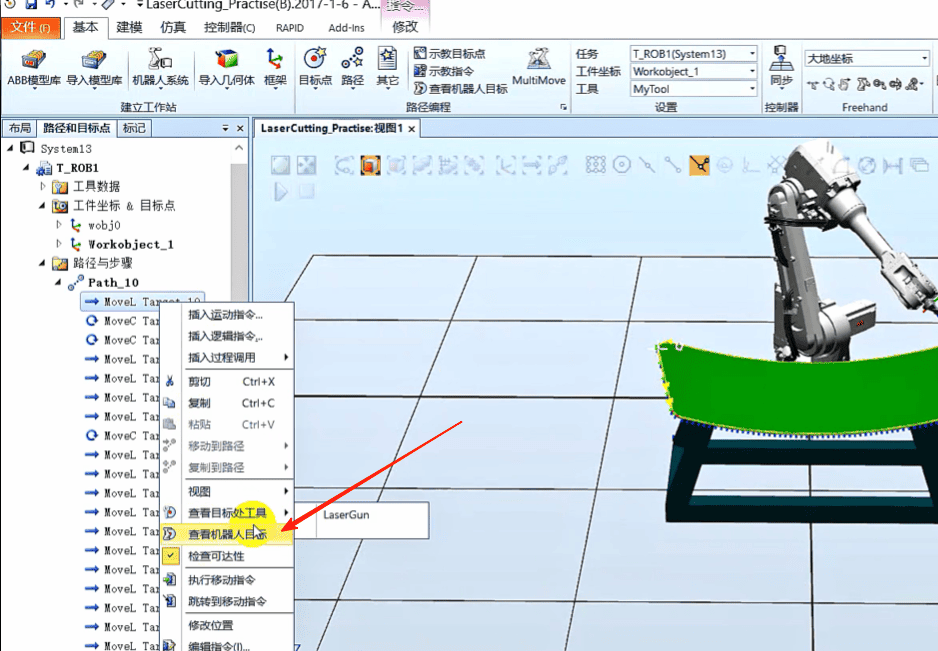 LaserCutting_Practise(B).2017-1-6 - A...
指令...
文件(F) 基本 建模 仿真 控制器(C) RAPID Add-Ins 修改
ABB模型库 导入模型库 机器人系统 导入几何体 框架
建立工作站
目标点 路径 其它
示教目标点
示教指令
查看机器人目标
MultiMove
路径编程
任务 T_ROB1(System13)
工件坐标 Workobject_1
工具 MyTool
设置
同步
控制器
大地坐标
Freehand
布局 路径和目标点 标记
LaserCutting_Practise:视图1
System13
T_ROB1
工具数据
工件坐标 & 目标点
wobj0
Workobject_1
路径与步骤
Path_10
MoveL Target_10
MoveC Tar
MoveC Tar
MoveL Tar
MoveL Tar
MoveL Tar
MoveL Tar
MoveC Tar
MoveL Tar
MoveL Tar
MoveL Tar
MoveL Tar
MoveL Tar
MoveL Tar
MoveL Tar
MoveL Tar
MoveL Tar
MoveL Tar
MoveL Tar
插入运动指令...
插入逻辑指令...
插入过程调用
剪切 Ctrl+X
复制 Ctrl+C
粘贴 Ctrl+V
移动到路径
复制到路径
视图
查看目标处工具
查看机器人目标
检查可达性
执行移动指令
跳转到移动指令
修改位置
编辑指令(I)...
LaserGun